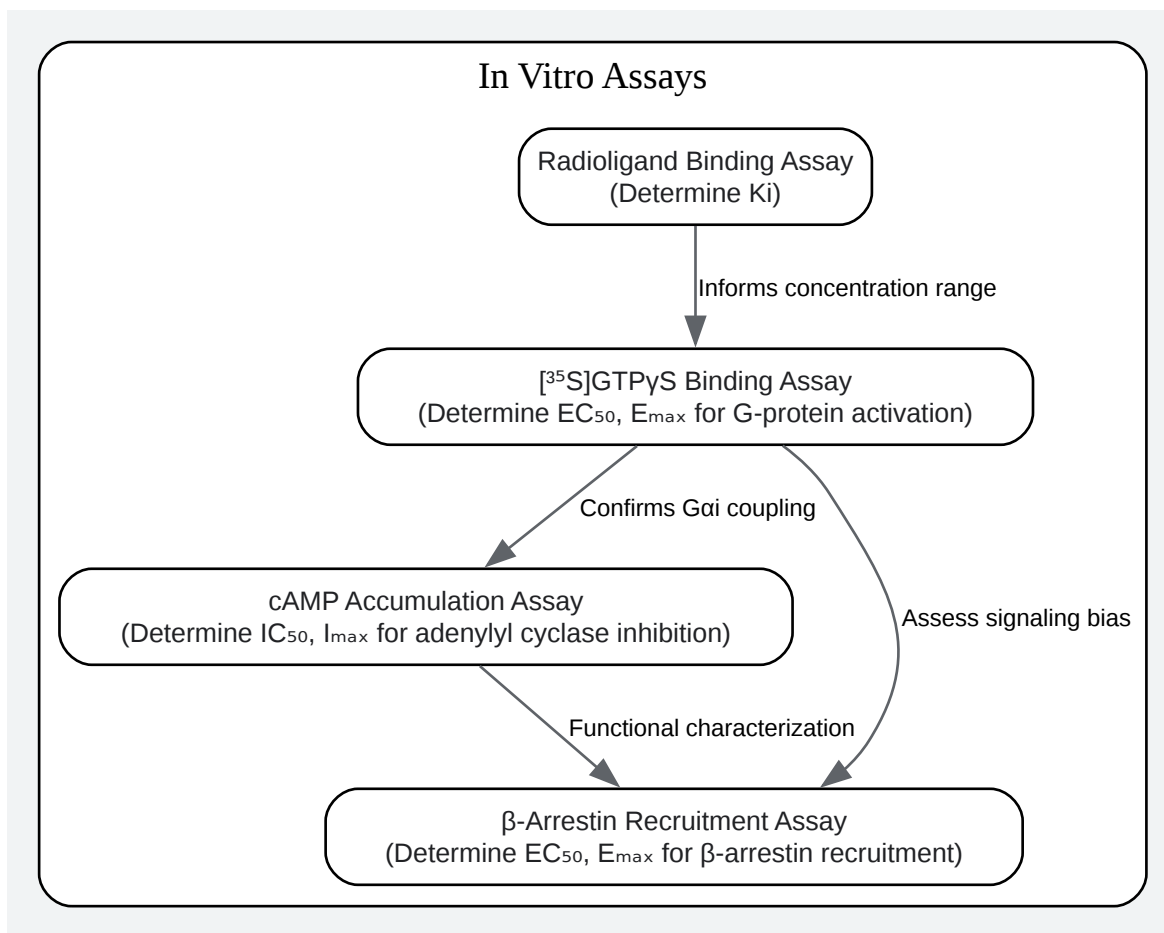 In Vitro Assays
Radioligand Binding Assay
(Determine Ki)
Informs concentration range
[³⁵S]GTPγS Binding Assay
(Determine EC₅₀, Eₘₐₓ for G-protein activation)
Confirms Gαi coupling
cAMP Accumulation Assay
(Determine IC₅₀, Iₘₐₓ for adenylyl cyclase inhibition)
Assess signaling bias
Functional characterization
β-Arrestin Recruitment Assay
(Determine EC₅₀, Eₘₐₓ for β-arrestin recruitment)